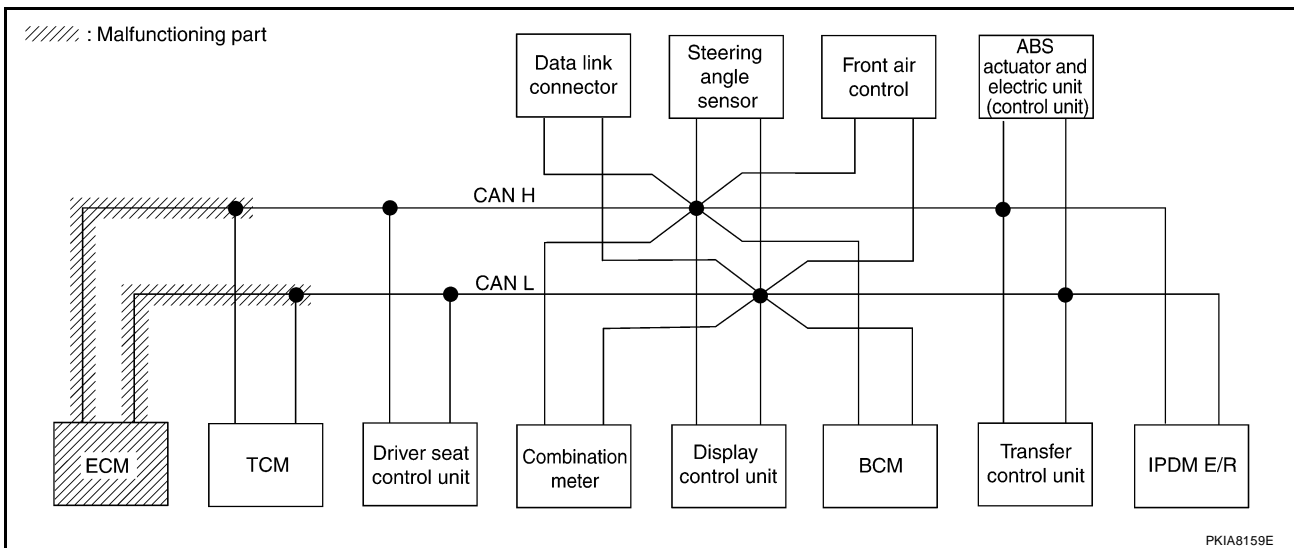 : Malfunctioning part
Data link
connector
Steering
angle
sensor
Front air
control
ABS
actuator and
electric unit
(control unit)
CAN H
CAN L
ECM
TCM
Driver seat
control unit
Combination
meter
Display
control unit
BCM
Transfer
control unit
IPDM E/R
PKIA8159E